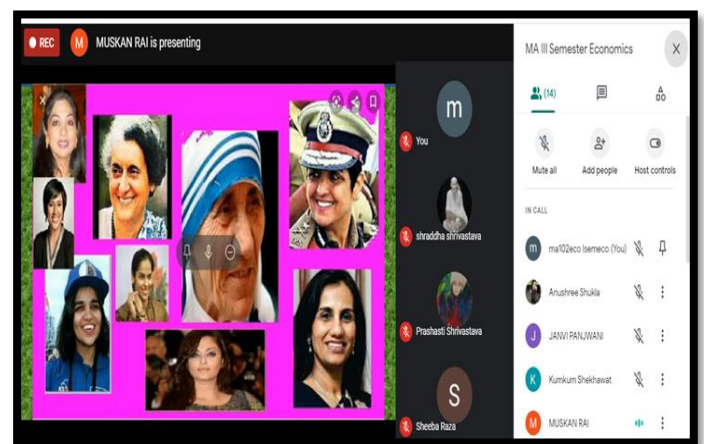 REC
M
MUSKAN RAI is presenting
m
You
shraddha shrivastava
Prashasti Shrivastava
S
Sheeba Raza
MA III Semester Economics
(14)
Mute all
Add people
Host controls
IN CALL
m
ma102eco lsemeco (You)
Anushree Shukla
J
JANVI PANJWANI
K
Kumkum Shekhawat
M
MUSKAN RAI